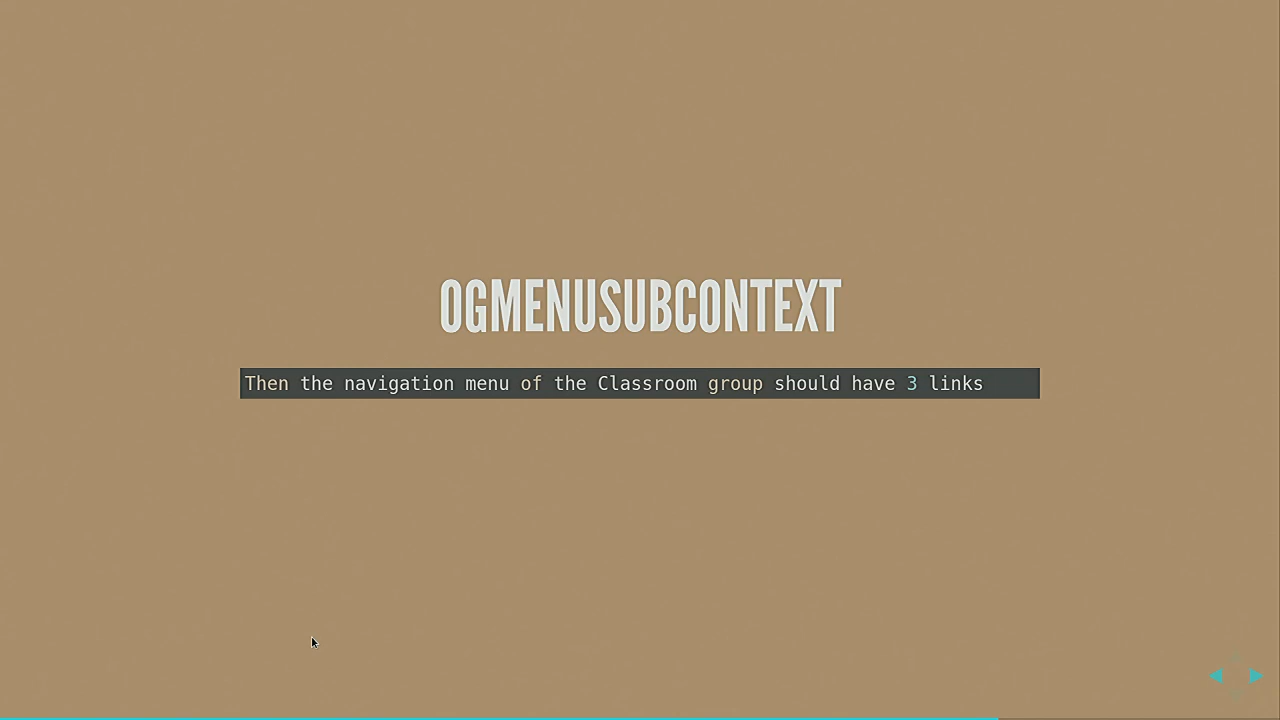 OGMENUSUBCONTEXT
Then the navigation menu of the Classroom group should have 3 links